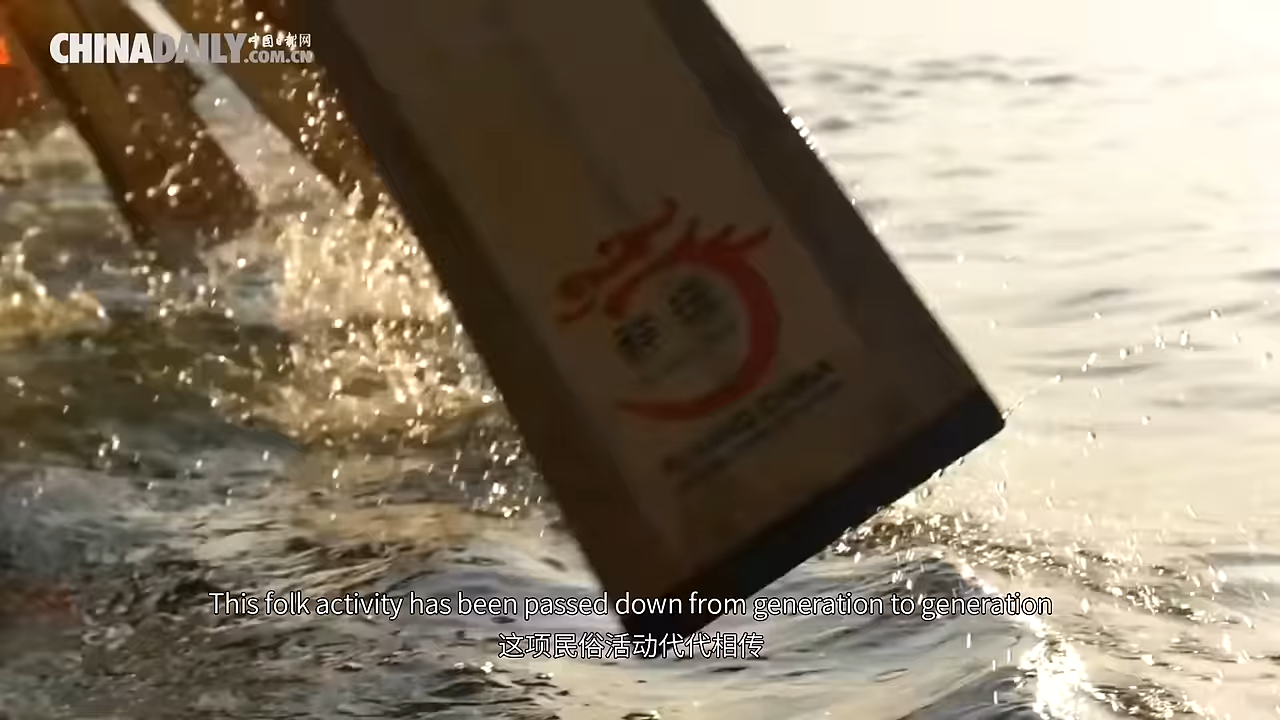 CHINADAILY 中国日报网
.COM.CN
This folk activity has been passed down from generation to generation
这项民俗活动代代相传